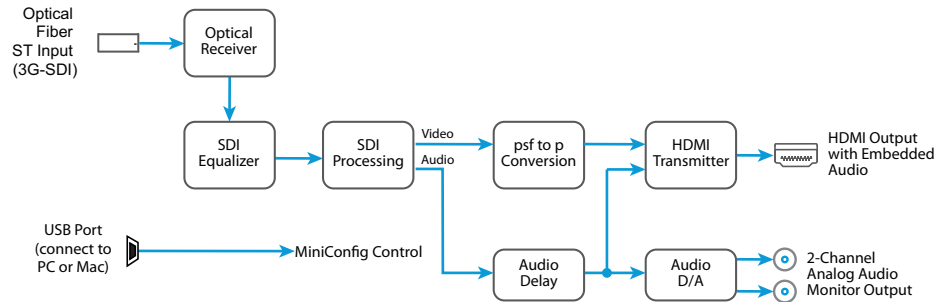 Optical
Fiber
ST Input
(3G-SDI)
Optical
Receiver
SDI
Equalizer
SDI
Processing
Video
Audio
psf to p
Conversion
HDMI
Transmitter
HDMI Output
with Embedded
Audio
USB Port
(connect to
PC or Mac)
MiniConfig Control
Audio
Delay
Audio
D/A
2-Channel
Analog Audio
Monitor Output